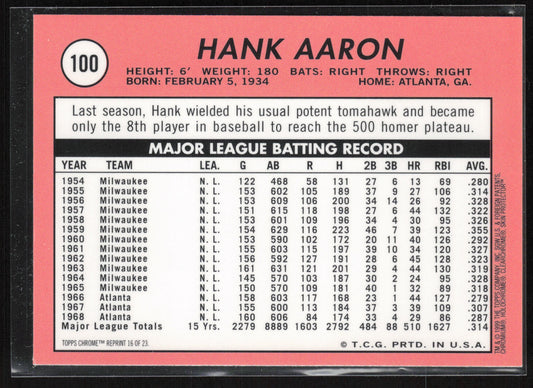 100
HANK AARON
HEIGHT: 6' WEIGHT: 180 BATS: RIGHT THROWS: RIGHT
BORN: FEBRUARY 5, 1934 HOME: ATLANTA, GA.
Last season, Hank wielded his usual potent tomahawk and became
only the 8th player in baseball to reach the 500 homer plateau.
MAJOR LEAGUE BATTING RECORD
YEAR TEAM LEA. G AB R H 2B 3B HR RBI AVG.
1954 Milwaukee N. L. 122 468 58 131 27 6 13 69 .280
1955 Milwaukee N. L. 153 602 105 189 37 9 27 106 .314
1956 Milwaukee N. L. 153 609 106 200 34 14 26 92 .328
1957 Milwaukee N. L. 151 615 118 198 27 6 44 132 .322
1958 Milwaukee N. L. 153 601 109 196 34 4 30 95 .326
1959 Milwaukee N. L. 154 629 116 223 46 7 39 123 .355
1960 Milwaukee N. L. 153 590 102 172 20 11 40 126 .292
1961 Milwaukee N. L. 155 603 115 197 39 10 34 120 .327
1962 Milwaukee N. L. 156 592 127 191 28 6 45 128 .323
1963 Milwaukee N. L. 161 631 121 201 29 4 44 130 .319
1964 Milwaukee N. L. 145 570 103 187 30 2 24 95 .328
1965 Milwaukee N. L. 150 570 109 181 40 1 32 89 .318
1966 Atlanta N. L. 158 603 117 168 23 1 44 127 .279
1967 Atlanta N. L. 155 600 113 184 37 3 39 109 .307
1968 Atlanta N. L. 160 606 84 174 33 4 29 86 .287
Major League Totals 15 Yrs. 2279 8889 1603 2792 484 88 510 1627 .314
TOPPS CHROME™ REPRINT 16 OF 23 © T.C.G. PRTD. IN U.S.A.
TM & © 1999 THE TOPPS COMPANY, INC. SOME U.S. & FOREIGN PATENTS.